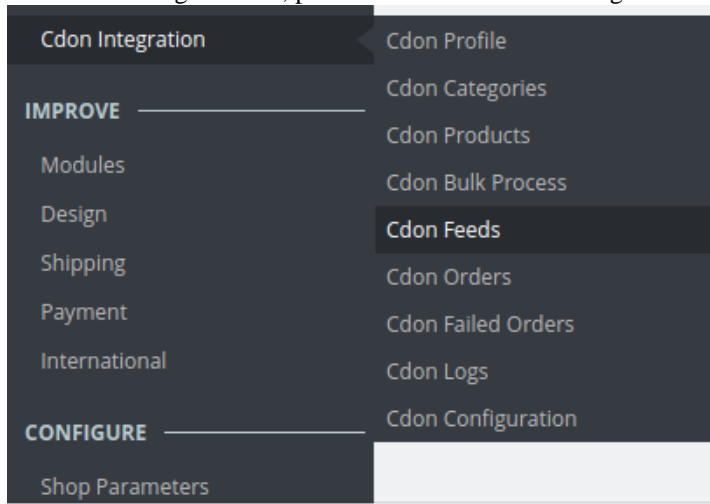 Cdon Integration
IMPROVE
Modules
Design
Shipping
Payment
International
CONFIGURE
Shop Parameters
Cdon Profile
Cdon Categories
Cdon Products
Cdon Bulk Process
Cdon Feeds
Cdon Orders
Cdon Failed Orders
Cdon Logs
Cdon Configuration